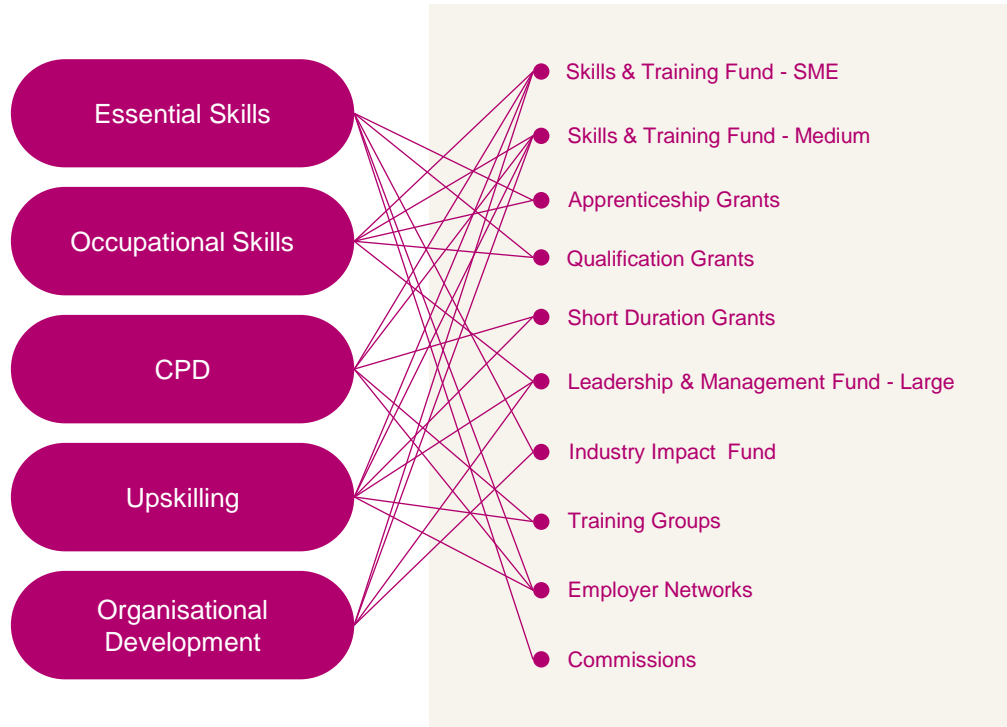 Essential Skills
Occupational Skills
CPD
Upskilling
Organisational
Development
Skills & Training Fund - SME
Skills & Training Fund - Medium
Apprenticeship Grants
Qualification Grants
Short Duration Grants
Leadership & Management Fund - Large
Industry Impact  Fund
Training Groups
Employer Networks
Commissions